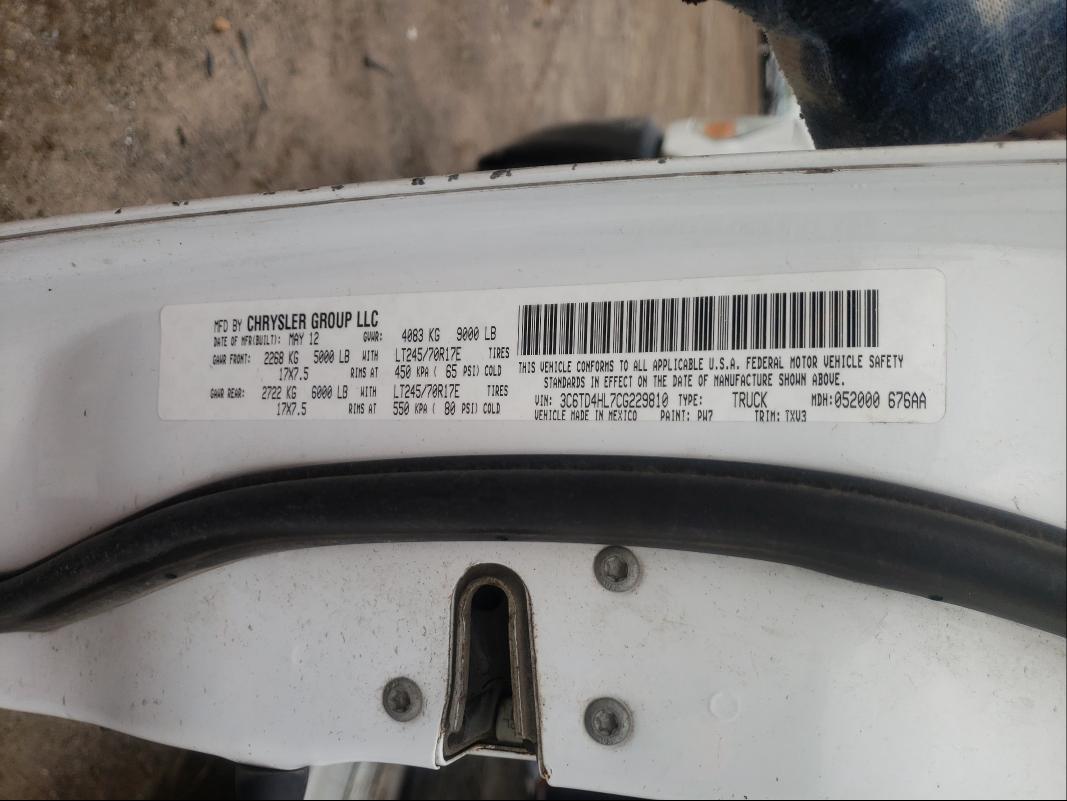 MFD BY CHRYSLER GROUP LLC
DATE OF MFR(BUILT): MAY 12 GVWR: 4083 KG 9000 LB
GAWR FRONT: 2268 KG 5000 LB WITH LT245/70R17E TIRES
17X7.5 RIMS AT 450 KPA ( 65 PSI) COLD
GAWR REAR: 2722 KG 6000 LB WITH LT245/70R17E TIRES
17X7.5 RIMS AT 550 KPA ( 80 PSI) COLD
THIS VEHICLE CONFORMS TO ALL APPLICABLE U.S.A. FEDERAL MOTOR VEHICLE SAFETY
STANDARDS IN EFFECT ON THE DATE OF MANUFACTURE SHOWN ABOVE.
VIN: 3C6TD4HL7CG229810 TYPE: TRUCK MDH: 052000 676AA
VEHICLE MADE IN MEXICO PAINT: PW7 TRIM: TXV3